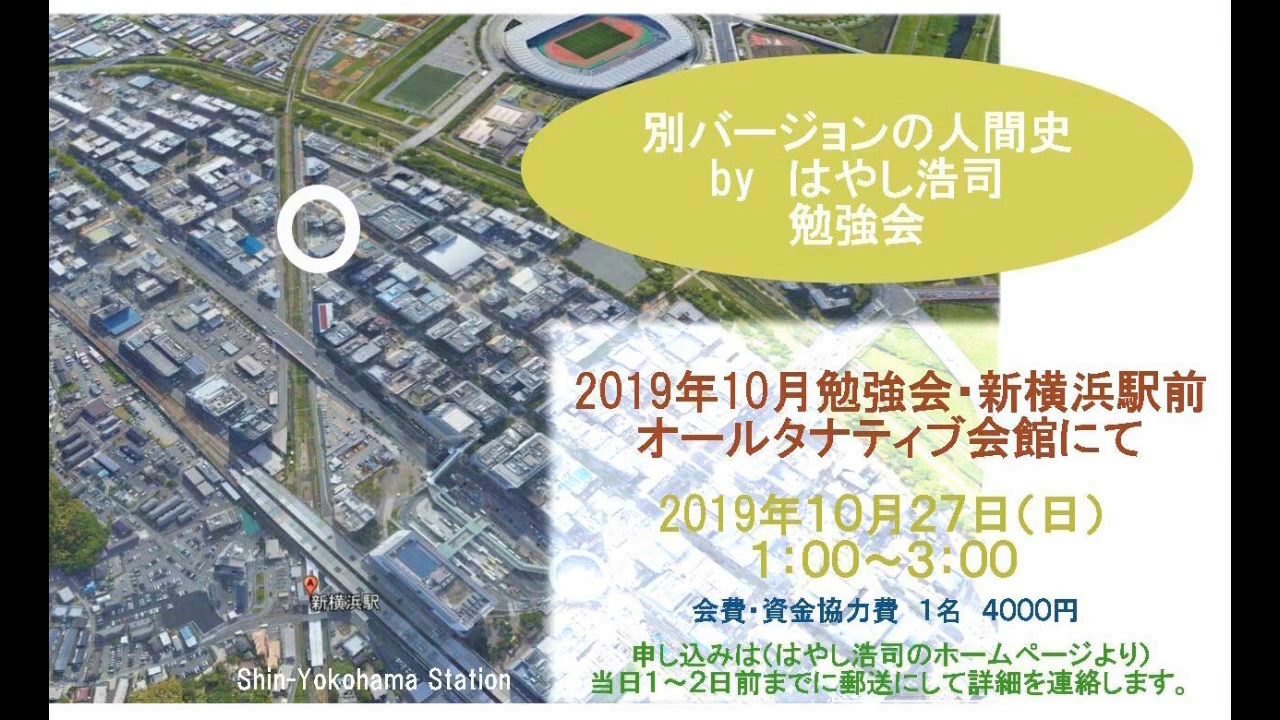 別バージョンの人間史
by はやし浩司
勉強会
2019年10月勉強会・新横浜駅前
オールタナティブ会館にて
2019年10月27日(日)
1:00～3:00
会費・資金協力費 1名 4000円
申し込みは(はやし浩司のホームページより)
当日1～2日前までに郵送にして詳細を連絡します。
A
新横浜駅
Shin-Yokohama Station